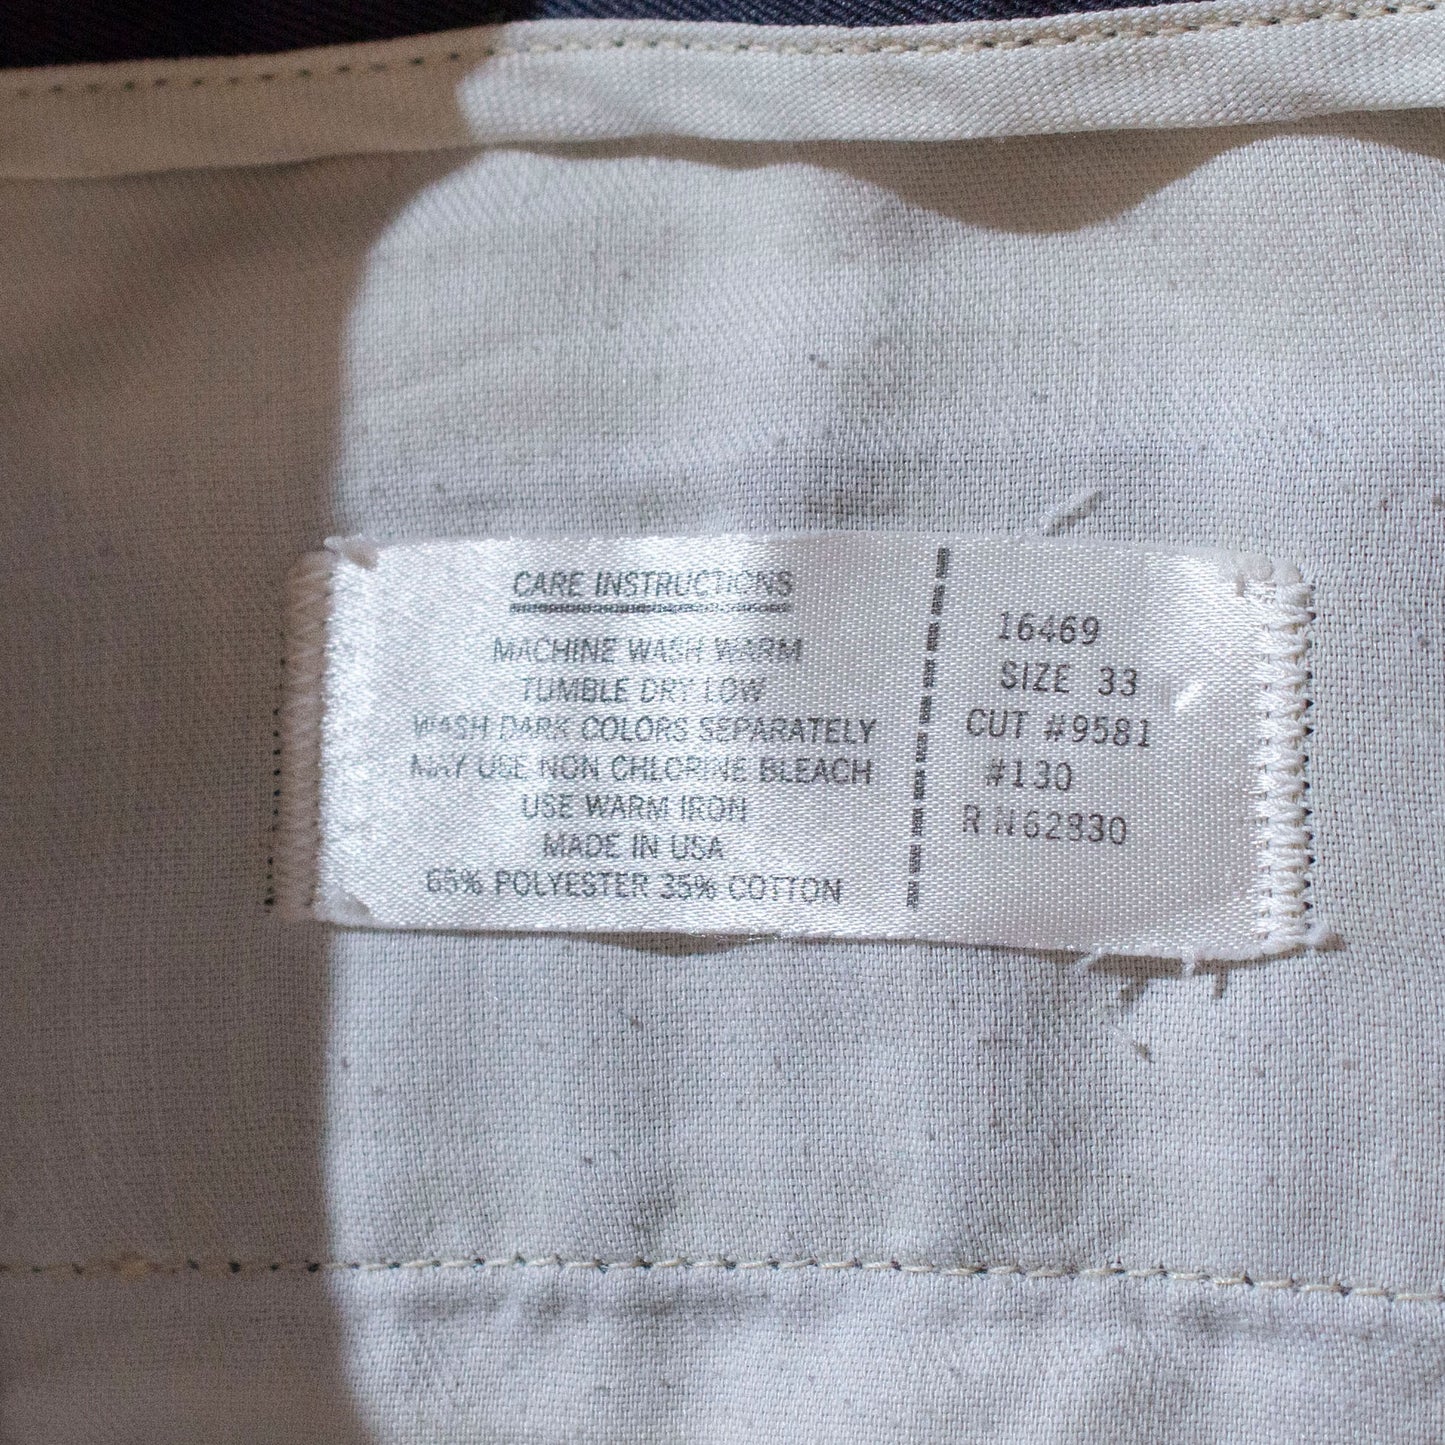 CARE INSTRUCTIONS
MACHINE WASH WARM
TUMBLE DRY LOW
WASH DARK COLORS SEPARATELY
MAY USE NON CHLORINE BLEACH
USE WARM IRON
MADE IN USA
65% POLYESTER 35% COTTON
16469
SIZE 33
CUT #9581
#130
RN62830